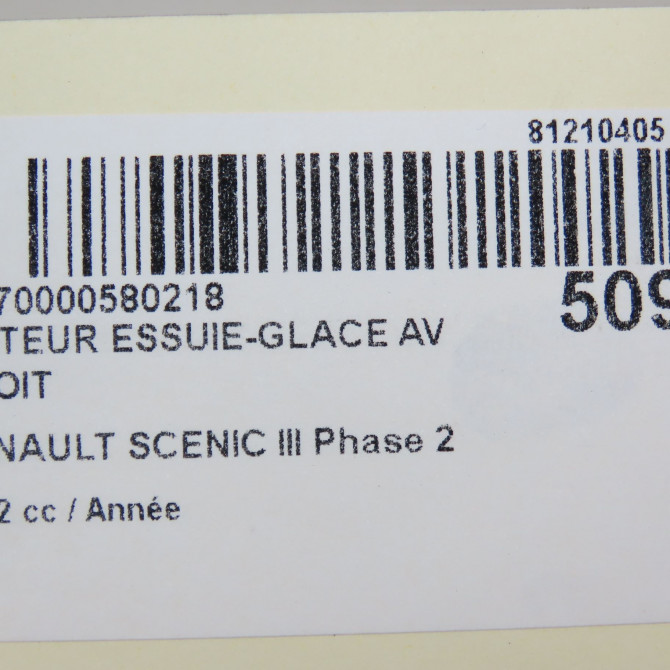 81210405
70000580218
509
TEUR ESSUIE-GLACE AV
OIT
NAULT SCENIC III Phase 2
2 cc / Année